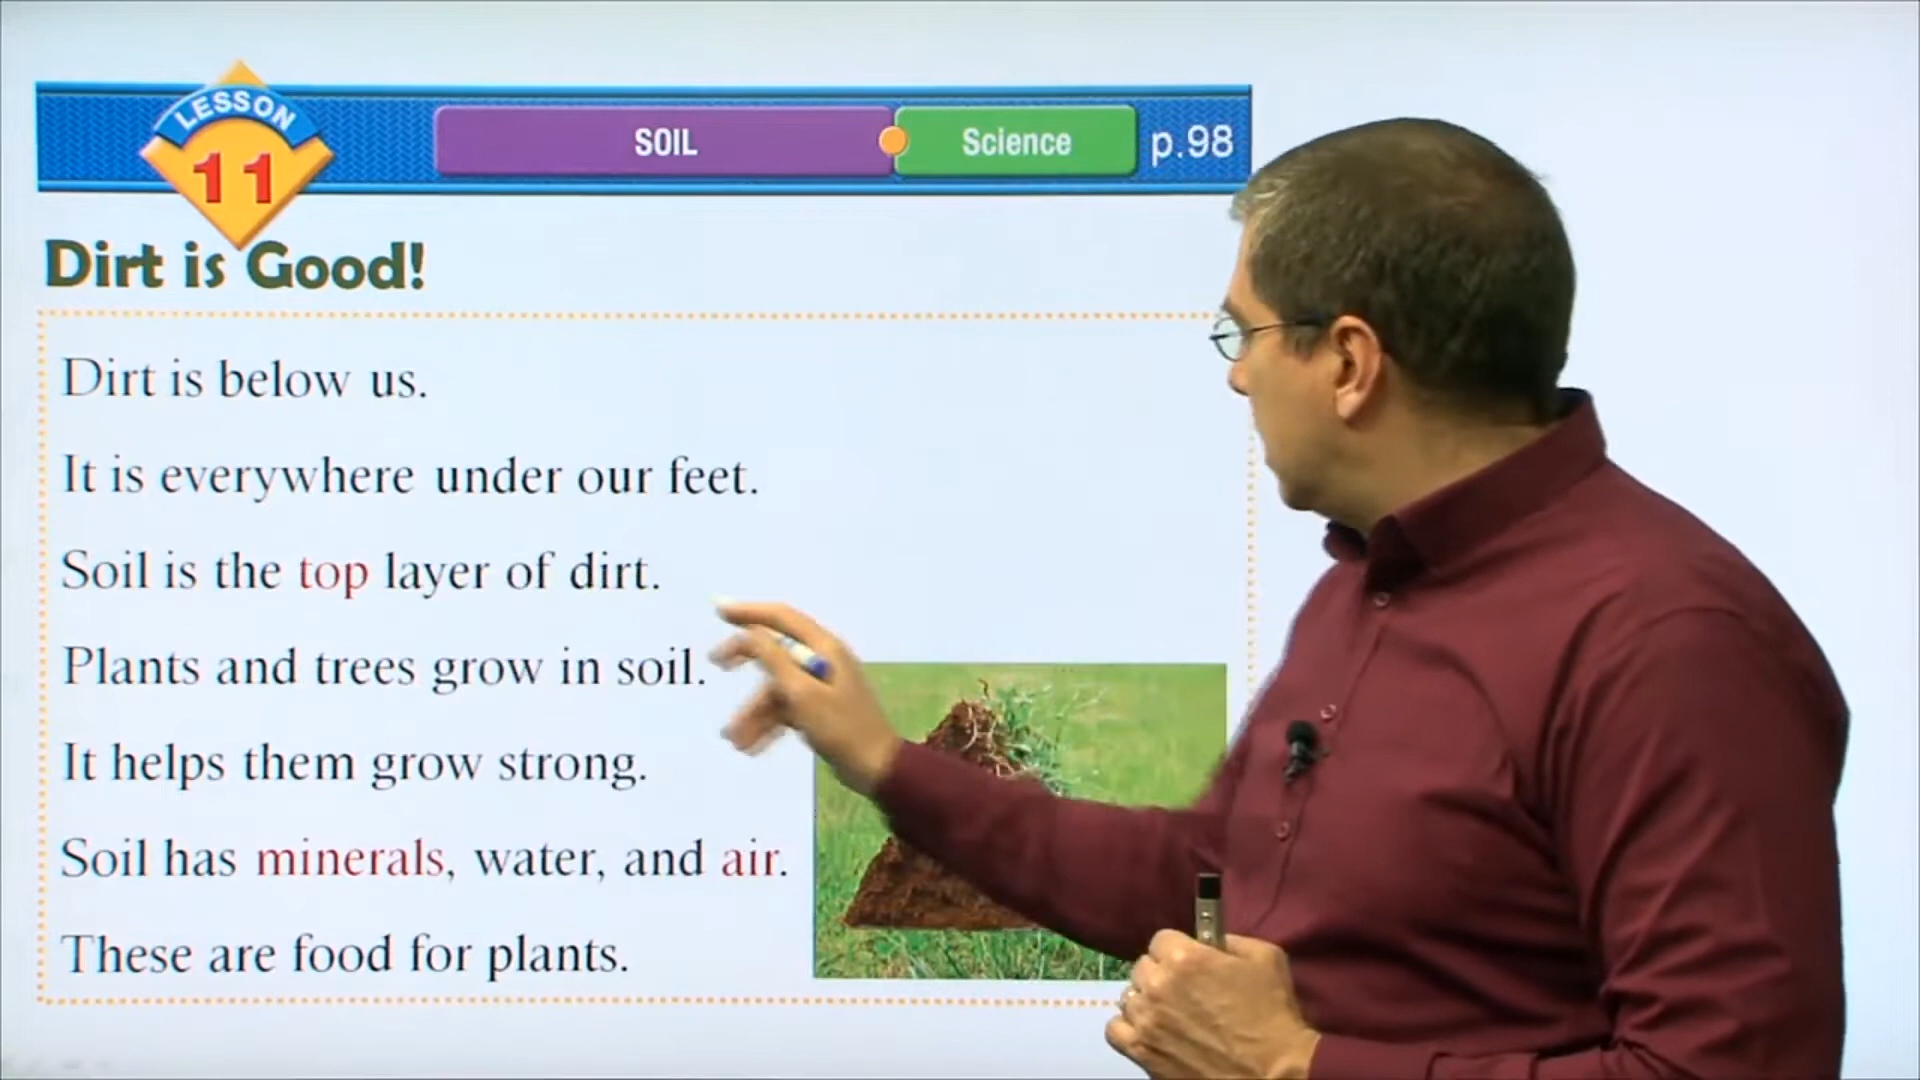 LESSON
11
SOIL
Science
p.98
Dirt is Good!
Dirt is below us.
It is everywhere under our feet.
Soil is the top layer of dirt.
Plants and trees grow in soil.
It helps them grow strong.
Soil has minerals, water, and air.
These are food for plants.